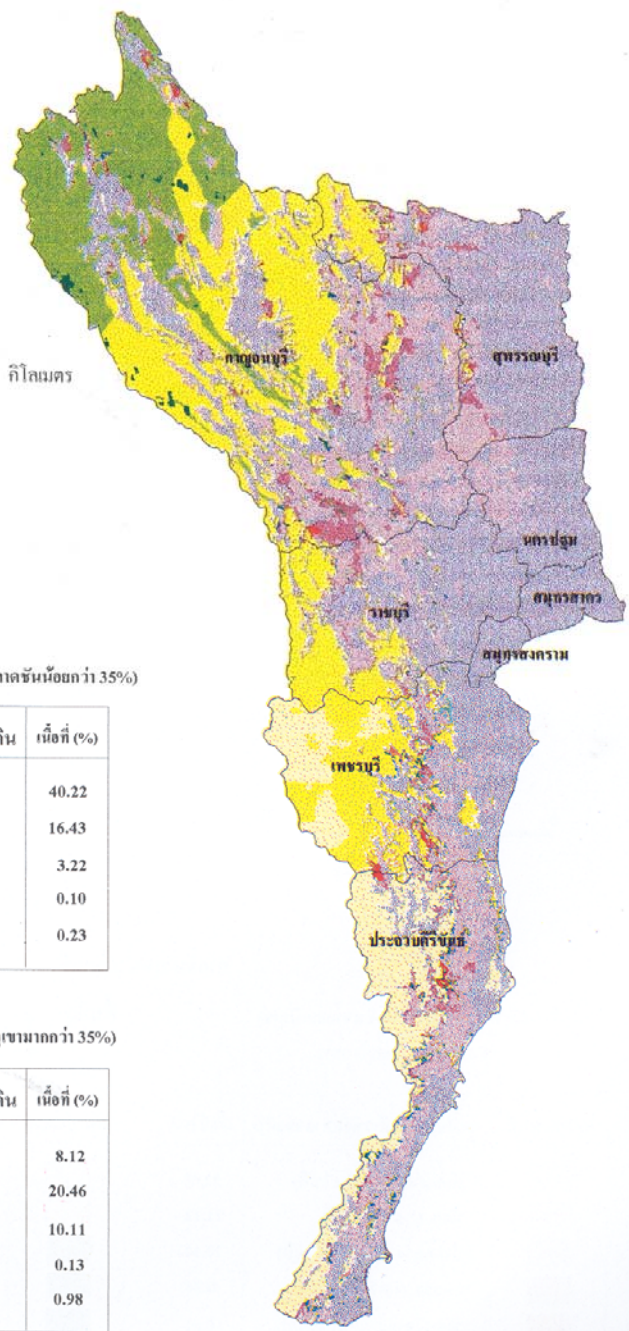 กาญจนบุรี
สุพรรณบุรี
กิโลเมตร
นครปฐม
สมุทรสาคร
ราชบุรี
สมุทรสงคราม
ลาดชันน้อยกว่า 35%)
ดิน เนื้อที่ (%)
40.22
16.43
3.22
0.10
0.23
เพชรบุรี
ประจวบคีรีขันธ์
เขามากกว่า 35%)
ดิน เนื้อที่ (%)
8.12
20.46
10.11
0.13
0.98